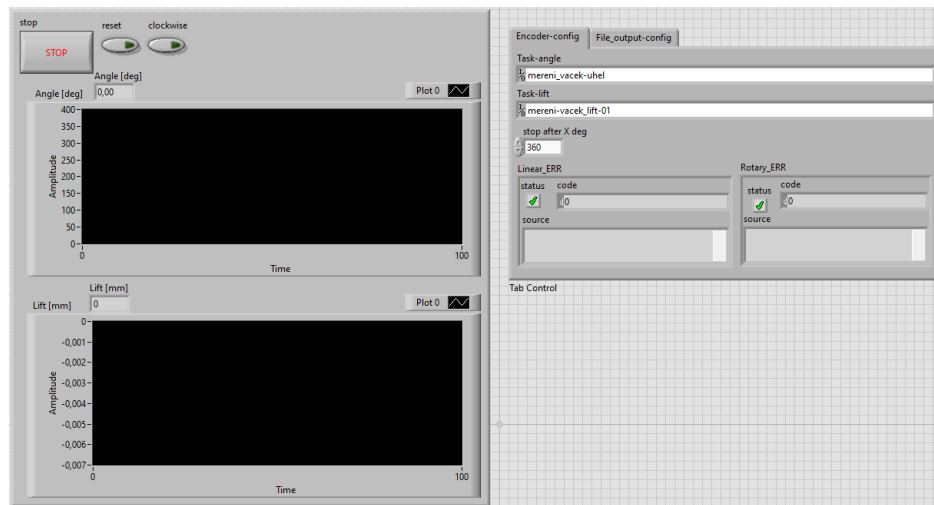 stop
reset
clockwise
STOP
Angle [deg]
Angle [deg]
0,00
Plot 0
400
350
300
250
200
150
100
50
0
Amplitude
0
100
Time
Lift [mm]
Lift [mm]
0
Plot 0
0
-0,001
-0,002
-0,003
-0,004
-0,005
-0,006
-0,007
Amplitude
0
100
Time
Encoder-config
File_output-config
Task-angle
mereni_vacek-uhel
Task-lift
mereni-vacek_lift-01
stop after X deg
360
Linear_ERR
status
code
0
source
Rotary_ERR
status
code
0
source
Tab Control